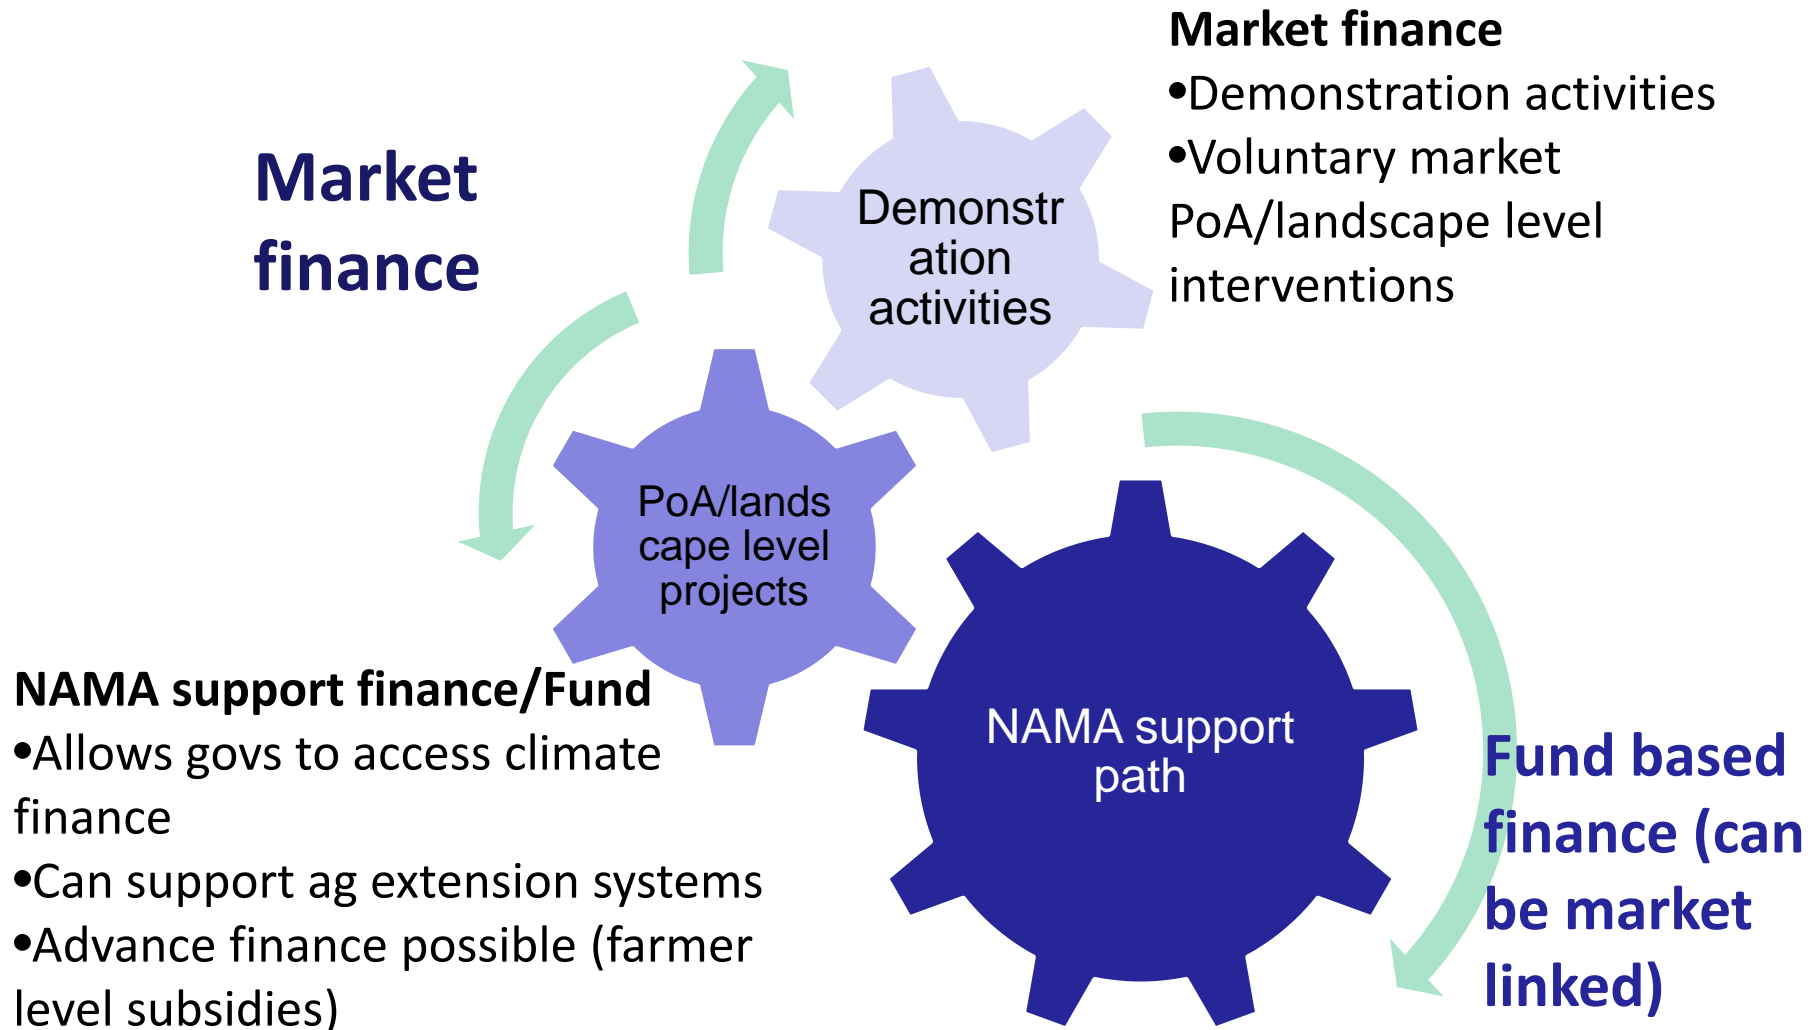 Market finance
•Demonstration activities
•Voluntary market
PoA/landscape level
interventions
Market
finance
Demonstr
ation
activities
PoA/lands
cape level
projects
NAMA support
path
NAMA support finance/Fund
•Allows govs to access climate
finance
•Can support ag extension systems
•Advance finance possible (farmer
level subsidies)
Fund based
finance (can
be market
linked)